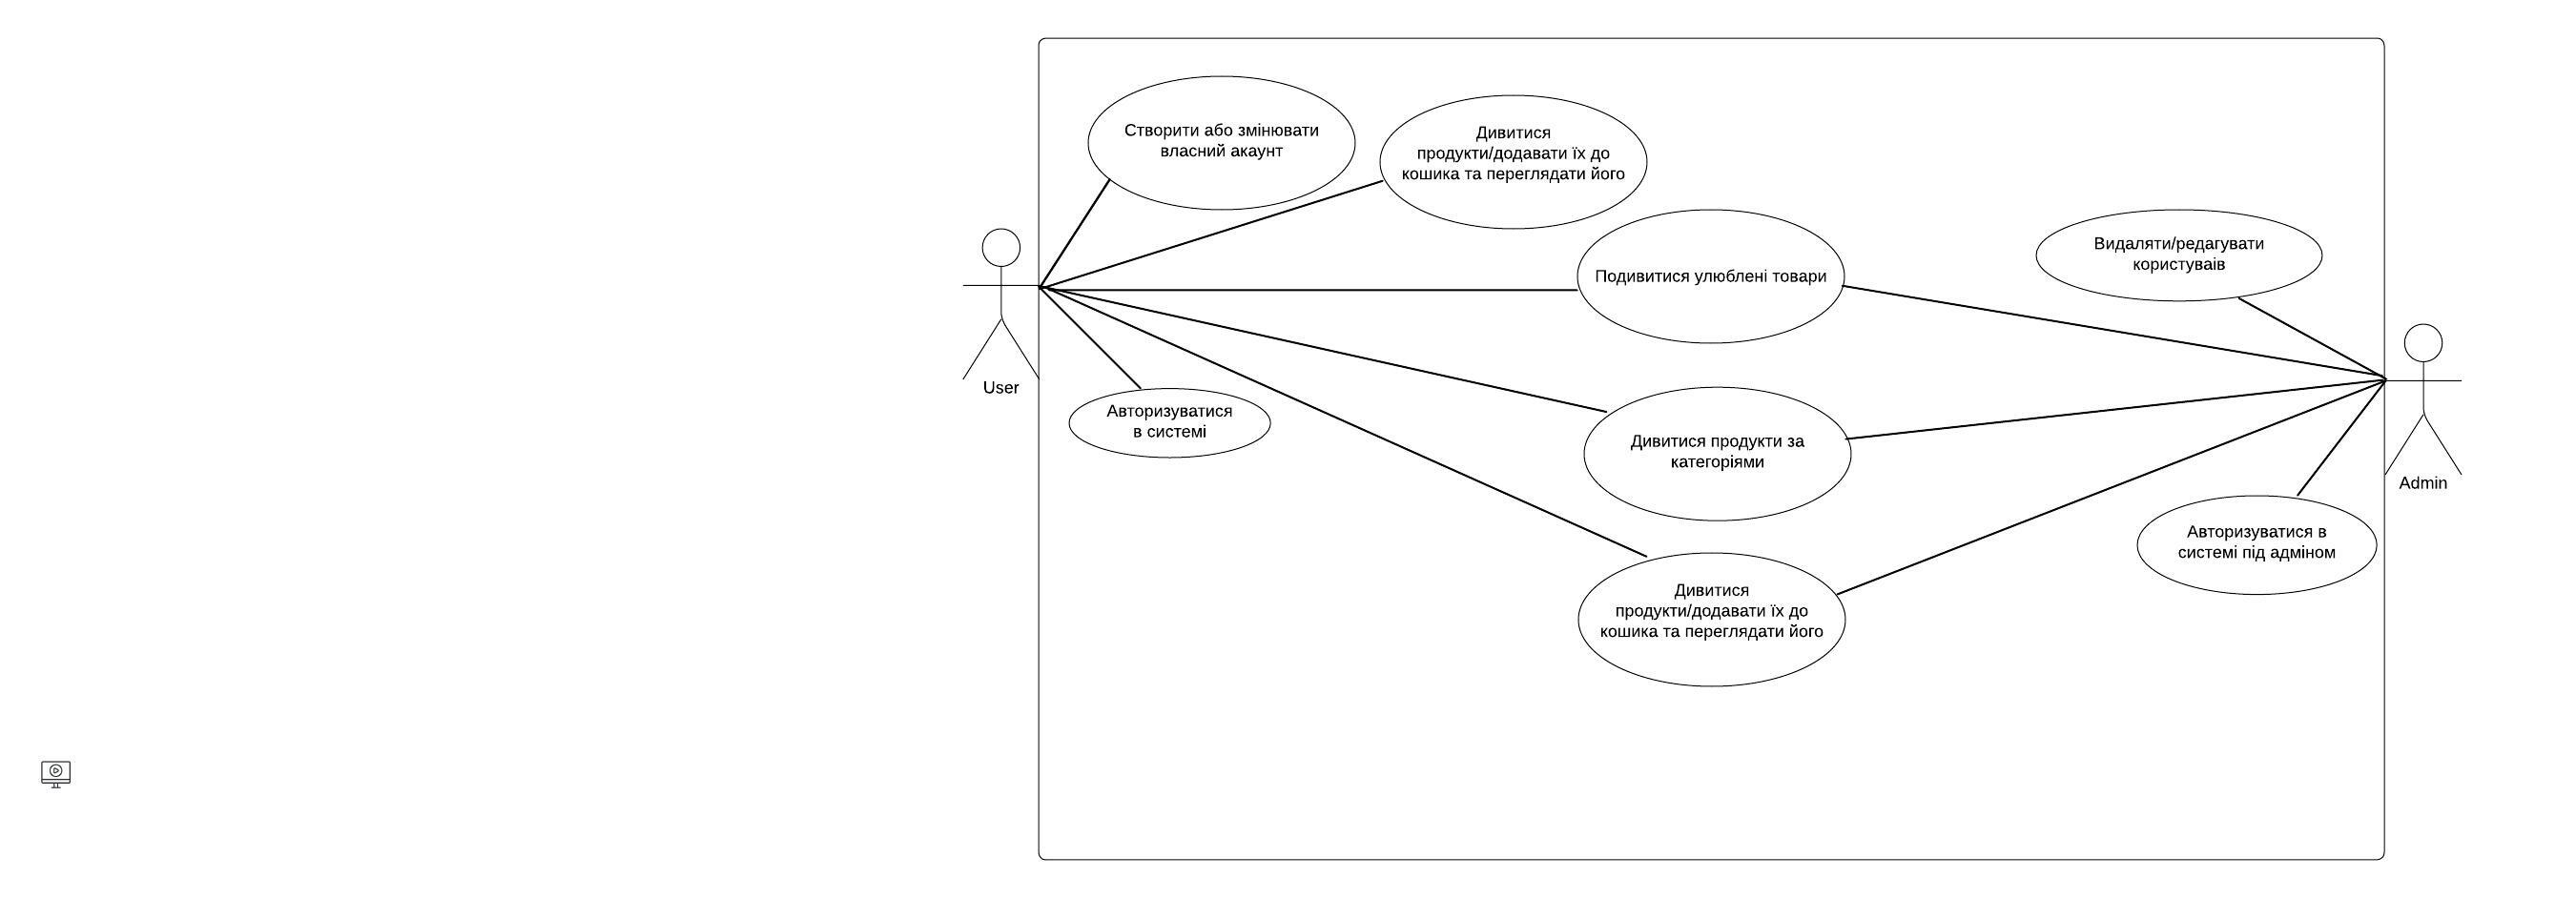 Створити або змінювати
власний акаунт
Дивитися
продукти/додавати їх до
кошика та переглядати його
Подивитися улюблені товари
Видаляти/редагувати
користуваів
User
Авторизуватися
в системі
Дивитися продукти за
категоріями
Admin
Авторизуватися в
системі під адміном
Дивитися
продукти/додавати їх до
кошика та переглядати його